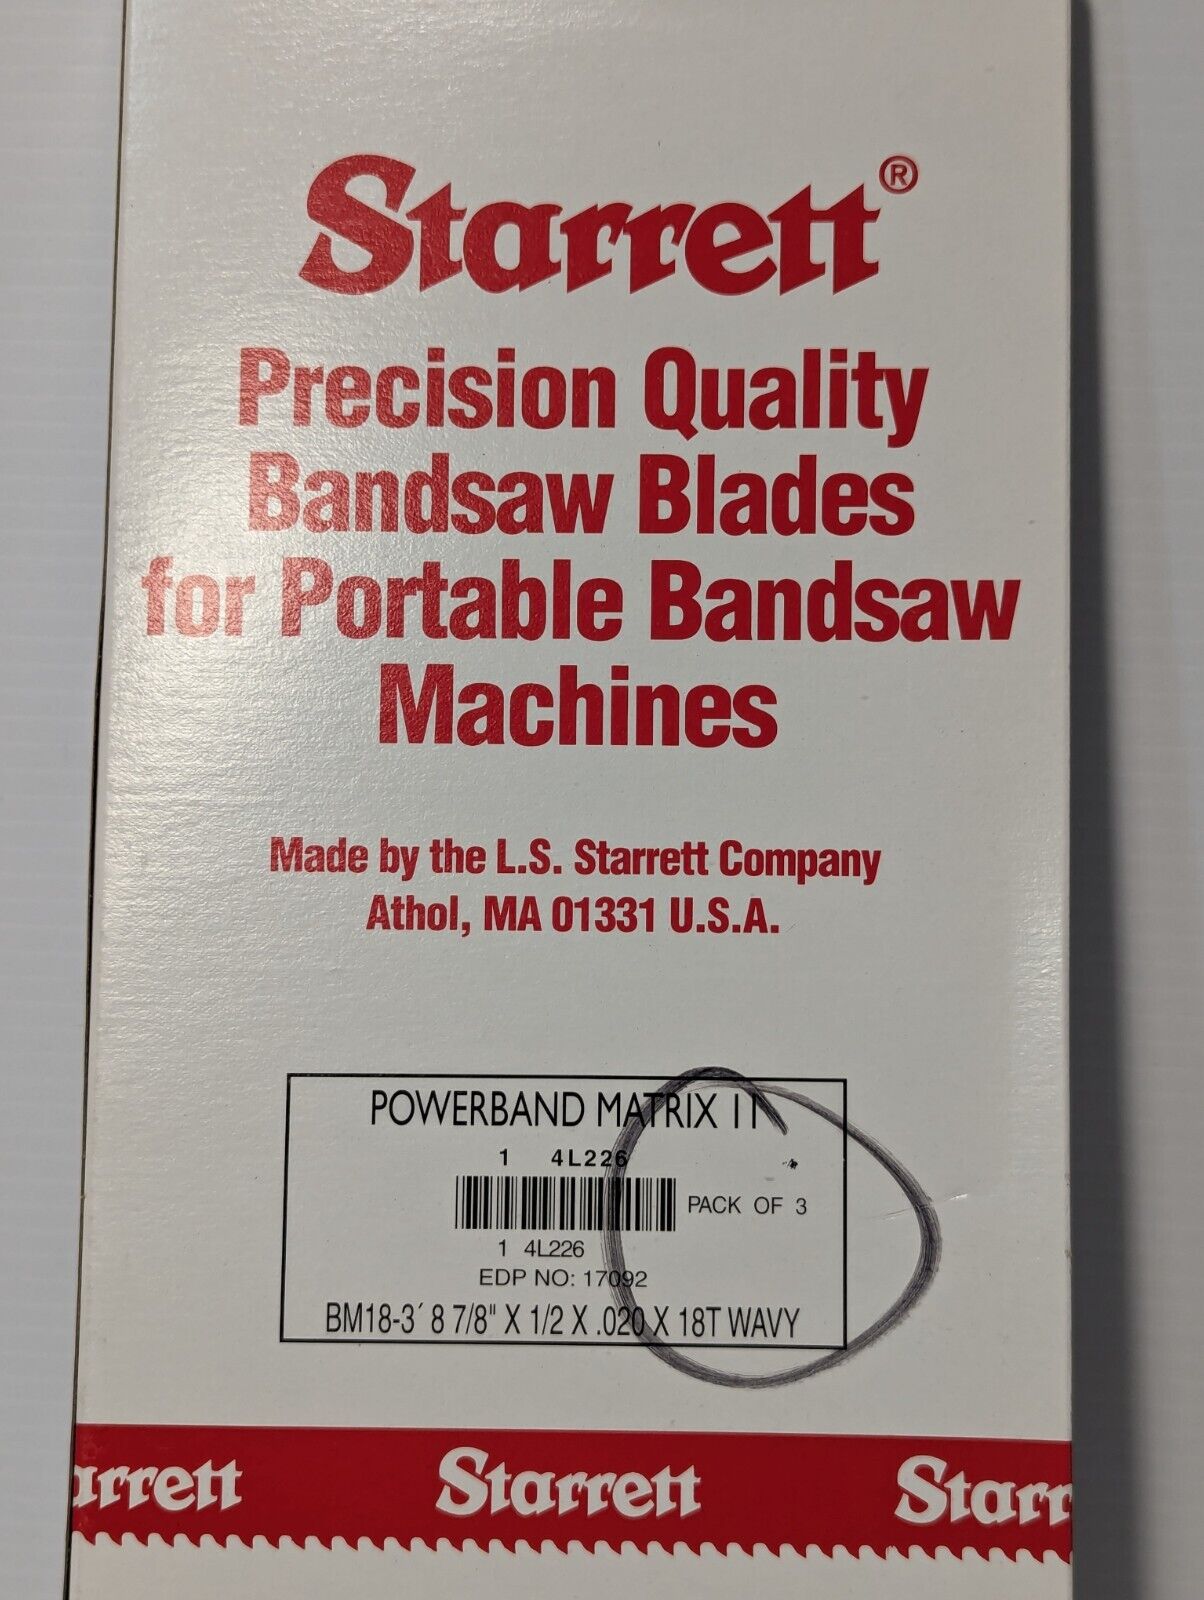 Starrett®
Precision Quality
Bandsaw Blades
for Portable Bandsaw
Machines
Made by the L.S. Starrett Company
Athol, MA 01331 U.S.A.
POWERBAND MATRIX II
1 4L226
PACK OF 3
1 4L226
EDP NO: 17092
BM18-3´ 8 7/8" X 1/2 X .020 X 18T WAVY
arrett Starrett Starr